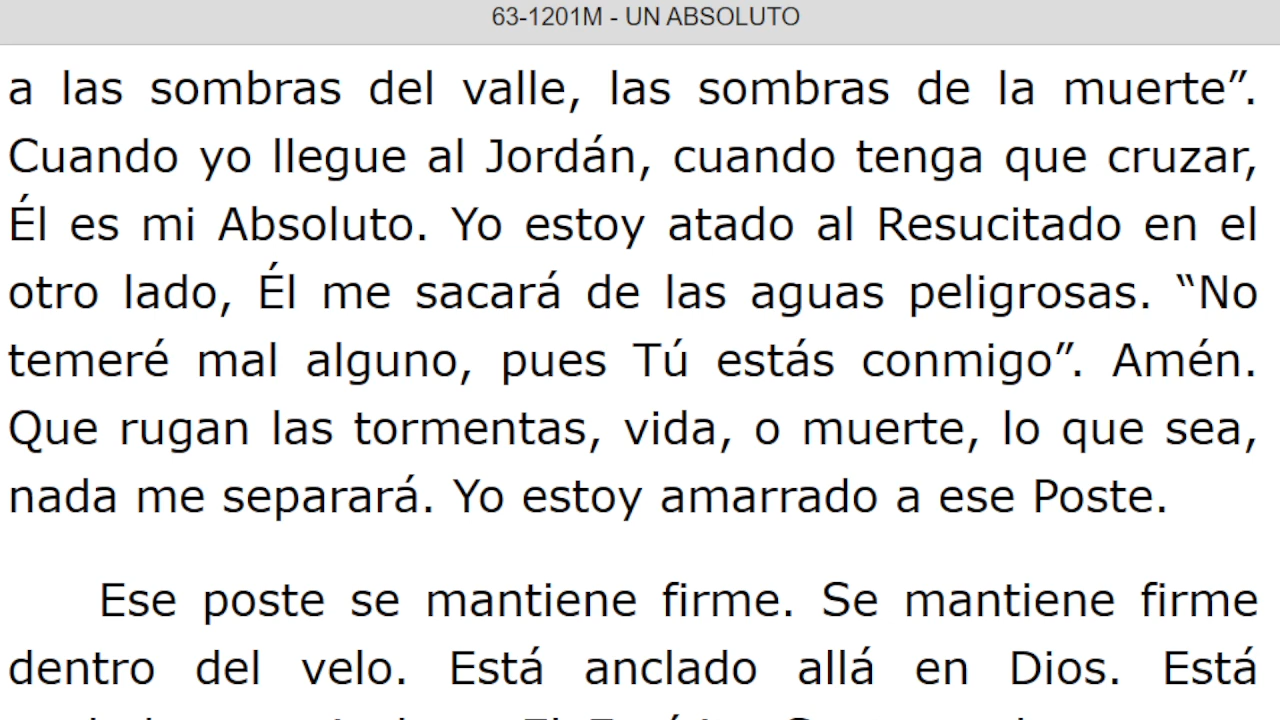 63-1201M - UN ABSOLUTO
a las sombras del valle, las sombras de la muerte”.
Cuando yo llegue al Jordán, cuando tenga que cruzar,
Él es mi Absoluto. Yo estoy atado al Resucitado en el
otro lado, Él me sacará de las aguas peligrosas. “No
temeré mal alguno, pues Tú estás conmigo”. Amén.
Que rugan las tormentas, vida, o muerte, lo que sea,
nada me separará. Yo estoy amarrado a ese Poste.
Ese poste se mantiene firme. Se mantiene firme
dentro del velo. Está anclado allá en Dios. Está